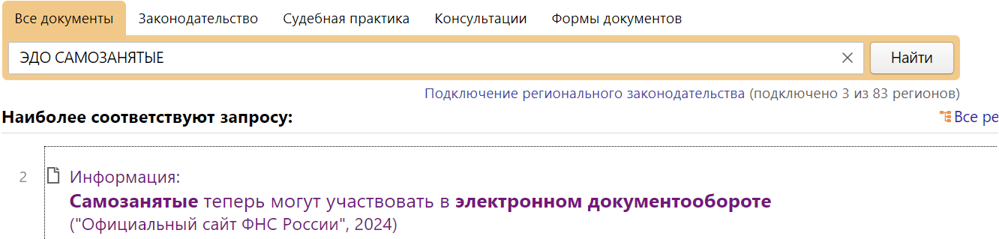 Все документы Законодательство Судебная практика Консультации Формы документов
ЭДО САМОЗАНЯТЫЕ Найти
Подключение регионального законодательства (подключено 3 из 83 регионов)
Наиболее соответствуют запросу: Все ре
2 Информация:
Самозанятые теперь могут участвовать в электронном документообороте
("Официальный сайт ФНС России", 2024)